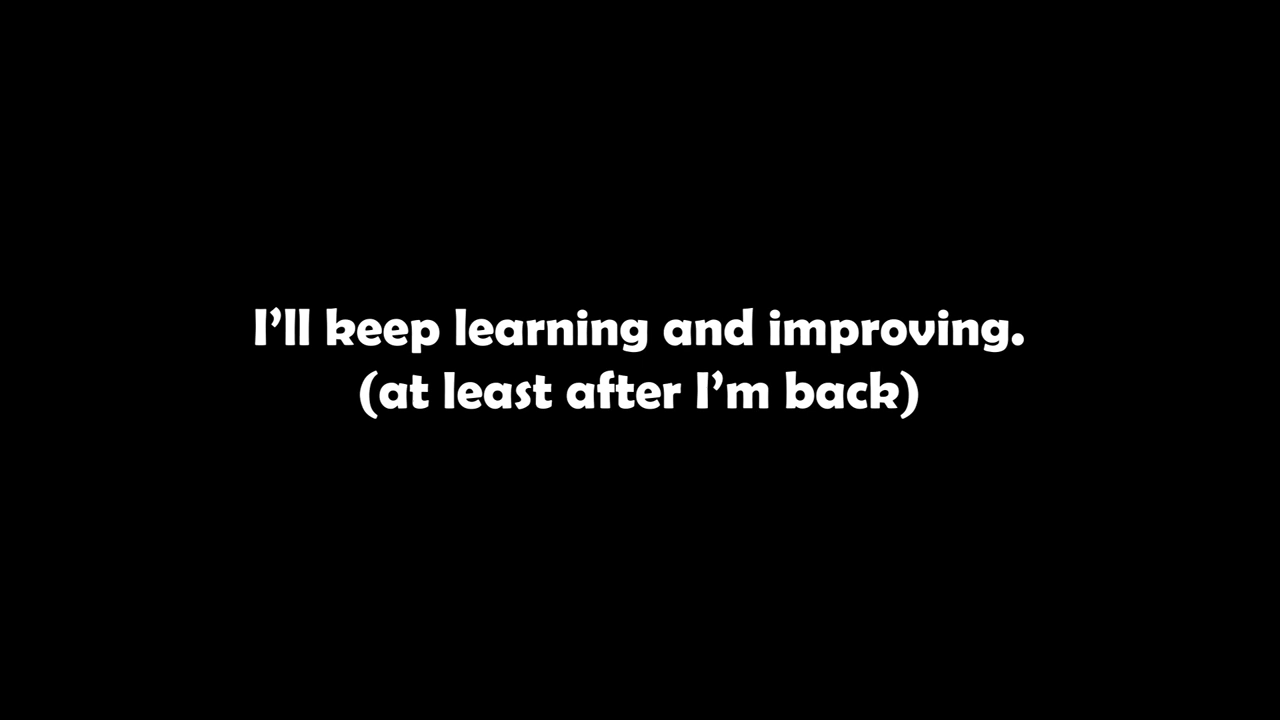 I’ll keep learning and improving.
(at least after I’m back)